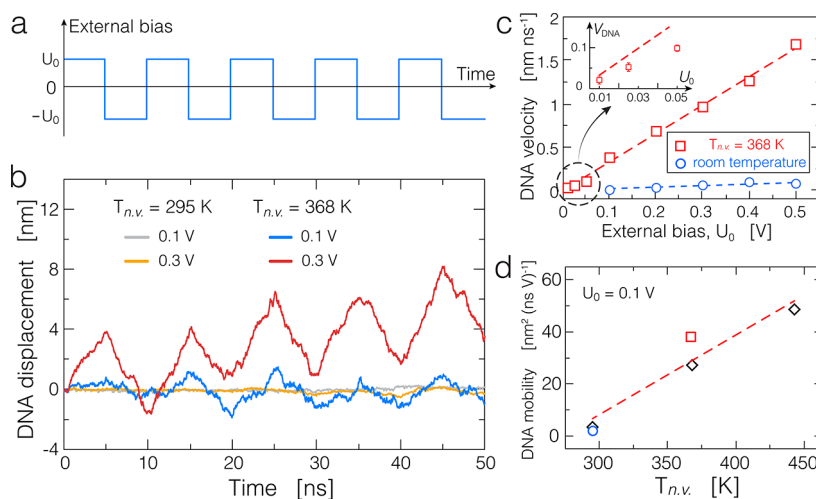 a
External bias
U₀
0
−U₀
Time
b
DNA displacement [nm]
12
8
4
0
-4
Tₙ.ᵥ. = 295 K
Tₙ.ᵥ. = 368 K
0.1 V
0.1 V
0.3 V
0.3 V
0
10
20
30
40
50
Time [ns]
c
DNA velocity [nm ns⁻¹]
2
1.5
1
0.5
0
V_DNA
0.1
U₀
0.01
0.03
0.05
Tₙ.ᵥ. = 368 K
room temperature
0
0.1
0.2
0.3
0.4
0.5
External bias, U₀ [V]
d
DNA mobility [nm² (ns V)⁻¹]
60
40
20
0
U₀ = 0.1 V
300
350
400
450
Tₙ.ᵥ. [K]